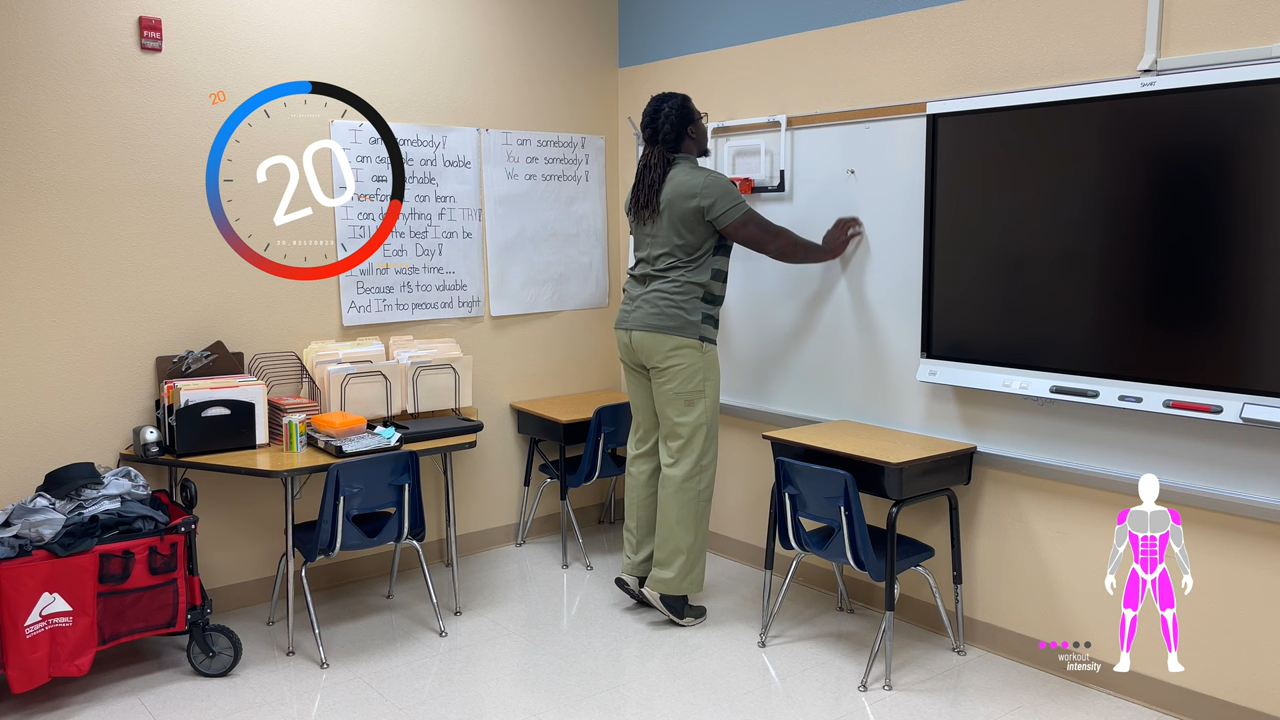 FIRE
20
20
I am somebody!
I am capable and lovable
I am teachable,
Therefore I can learn.
I can do anything if I TRY!
I'll be the best I can be
Each Day!
I will not waste time...
Because it's too valuable
And I'm too precious and bright
I am somebody!
You are somebody!
We are somebody!
SMART
OZARK TRAIL
OUTDOOR EQUIPMENT
workout
intensity